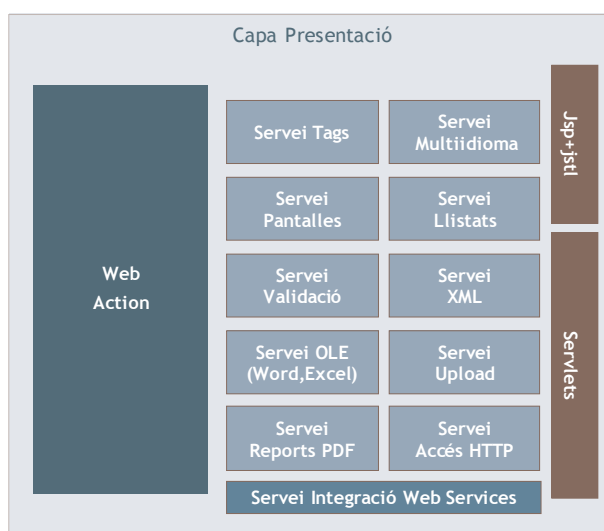 Capa Presentació
Web
Action
Servei Tags
Servei
Multiidioma
Servei
Pantalles
Servei
Llistats
Servei
Validació
Servei
XML
Servei OLE
(Word,Excel)
Servei
Upload
Servei
Reports PDF
Servei
Accés HTTP
Servei Integració Web Services
Jsp+jstl
Servlets